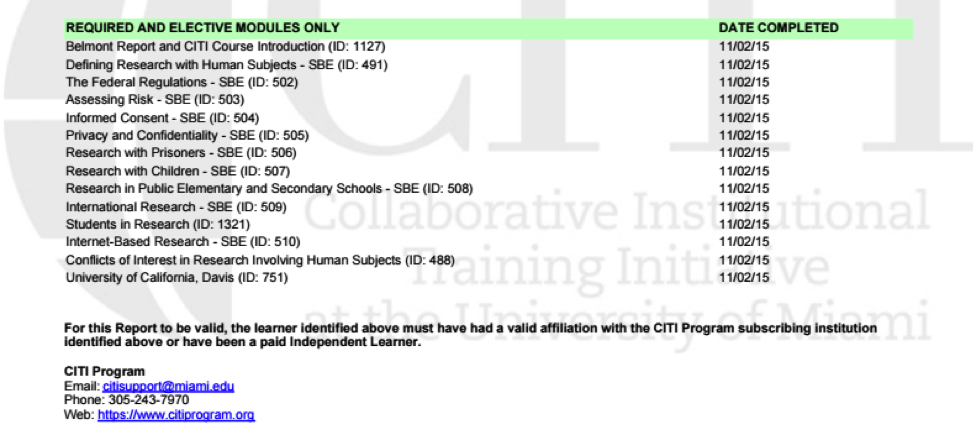 REQUIRED AND ELECTIVE MODULES ONLY DATE COMPLETED
Belmont Report and CITI Course Introduction (ID: 1127) 11/02/15
Defining Research with Human Subjects - SBE (ID: 491) 11/02/15
The Federal Regulations - SBE (ID: 502) 11/02/15
Assessing Risk - SBE (ID: 503) 11/02/15
Informed Consent - SBE (ID: 504) 11/02/15
Privacy and Confidentiality - SBE (ID: 505) 11/02/15
Research with Prisoners - SBE (ID: 506) 11/02/15
Research with Children - SBE (ID: 507) 11/02/15
Research in Public Elementary and Secondary Schools - SBE (ID: 508) 11/02/15
International Research - SBE (ID: 509) 11/02/15
Students in Research (ID: 1321) 11/02/15
Internet-Based Research - SBE (ID: 510) 11/02/15
Conflicts of Interest in Research Involving Human Subjects (ID: 488) 11/02/15
University of California, Davis (ID: 751) 11/02/15
Collaborative Institutional
Training Initiative
at the University of Miami
For this Report to be valid, the learner identified above must have had a valid affiliation with the CITI Program subscribing institution
identified above or have been a paid Independent Learner.
CITI Program
Email: citisupport@miami.edu
Phone: 305-243-7970
Web: https://www.citiprogram.org